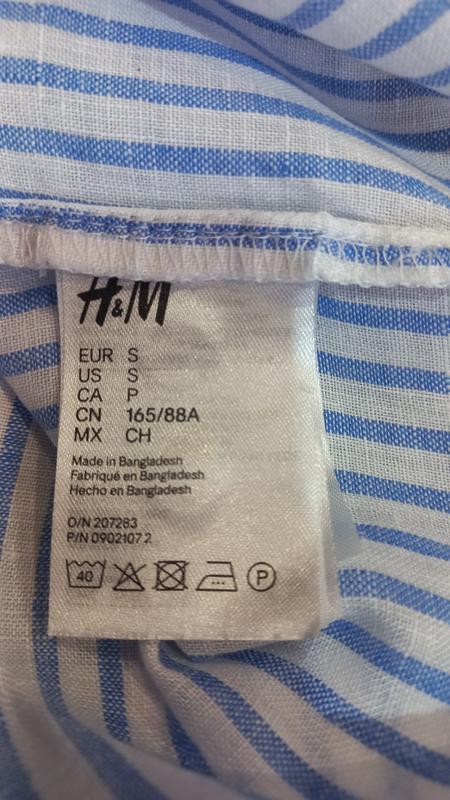 H&M
EUR S
US S
CA P
CN 165/88A
MX CH
Made in Bangladesh
Fabriqué en Bangladesh
Hecho en Bangladesh
O/N 207283
P/N 0902107 2
40
P